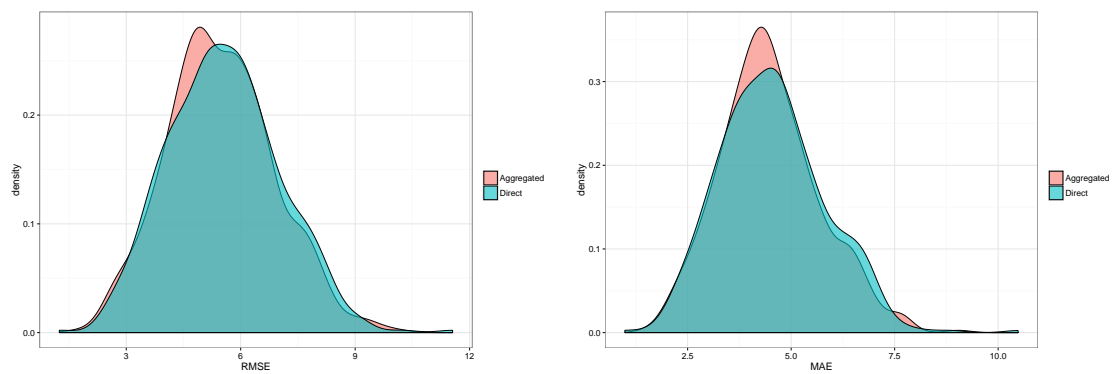 density
0.2
0.1
0.0
3 6 9 12
RMSE
Aggregated
Direct
density
0.3
0.2
0.1
0.0
2.5 5.0 7.5 10.0
MAE
Aggregated
Direct